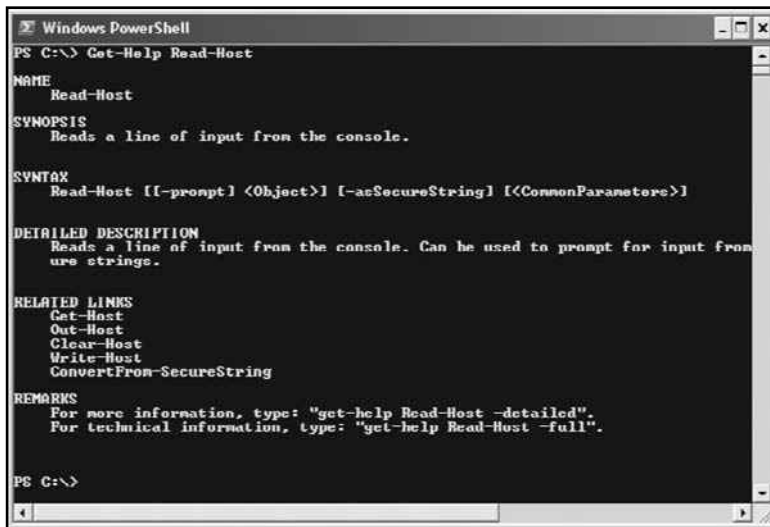 Windows PowerShell
PS C:\> Get-Help Read-Host
NAME
Read-Host
SYNOPSIS
Reads a line of input from the console.
SYNTAX
Read-Host [[-prompt] <Object>] [-asSecureString] [<CommonParameters>]
DETAILED DESCRIPTION
Reads a line of input from the console. Can be used to prompt for input from
ure strings.
RELATED LINKS
Get-Host
Out-Host
Clear-Host
Write-Host
ConvertFrom-SecureString
REMARKS
For more information, type: "get-help Read-Host -detailed".
For technical information, type: "get-help Read-Host -full".
PS C:\>